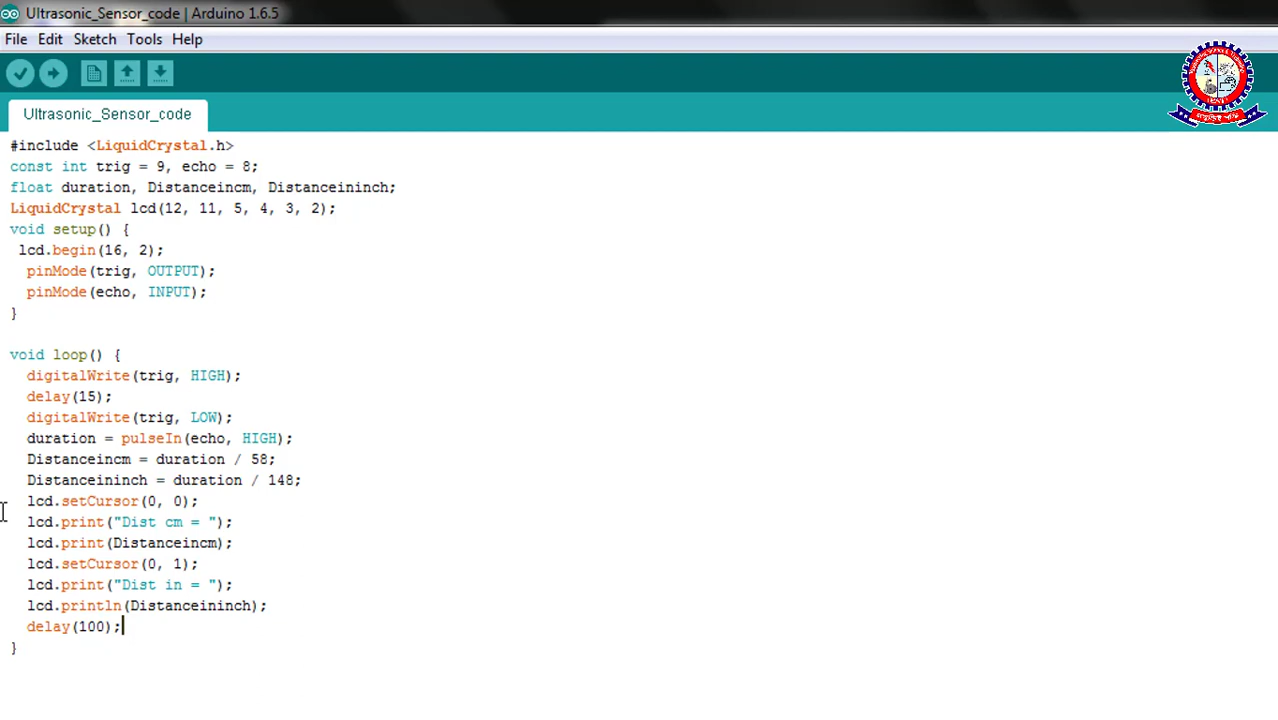 Ultrasonic_Sensor_code | Arduino 1.6.5
File Edit Sketch Tools Help
Ultrasonic_Sensor_code
#include <LiquidCrystal.h>
const int trig = 9, echo = 8;
float duration, Distanceincm, Distanceininch;
LiquidCrystal lcd(12, 11, 5, 4, 3, 2);
void setup() {
 lcd.begin(16, 2);
  pinMode(trig, OUTPUT);
  pinMode(echo, INPUT);
}
void loop() {
  digitalWrite(trig, HIGH);
  delay(15);
  digitalWrite(trig, LOW);
  duration = pulseIn(echo, HIGH);
  Distanceincm = duration / 58;
  Distanceininch = duration / 148;
  lcd.setCursor(0, 0);
  lcd.print("Dist cm = ");
  lcd.print(Distanceincm);
  lcd.setCursor(0, 1);
  lcd.print("Dist in = ");
  lcd.println(Distanceininch);
  delay(100);
}